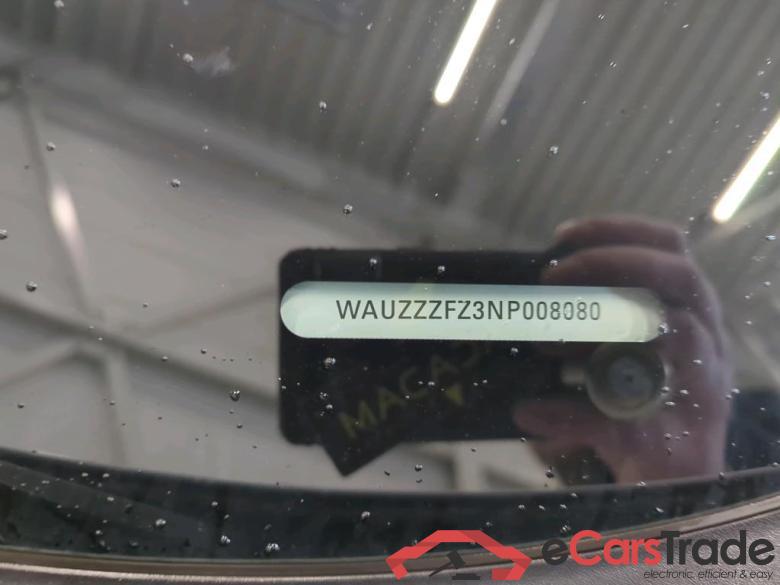 WAUZZZFZ3NP008080
eCarsTrade
electronic, efficient & easy